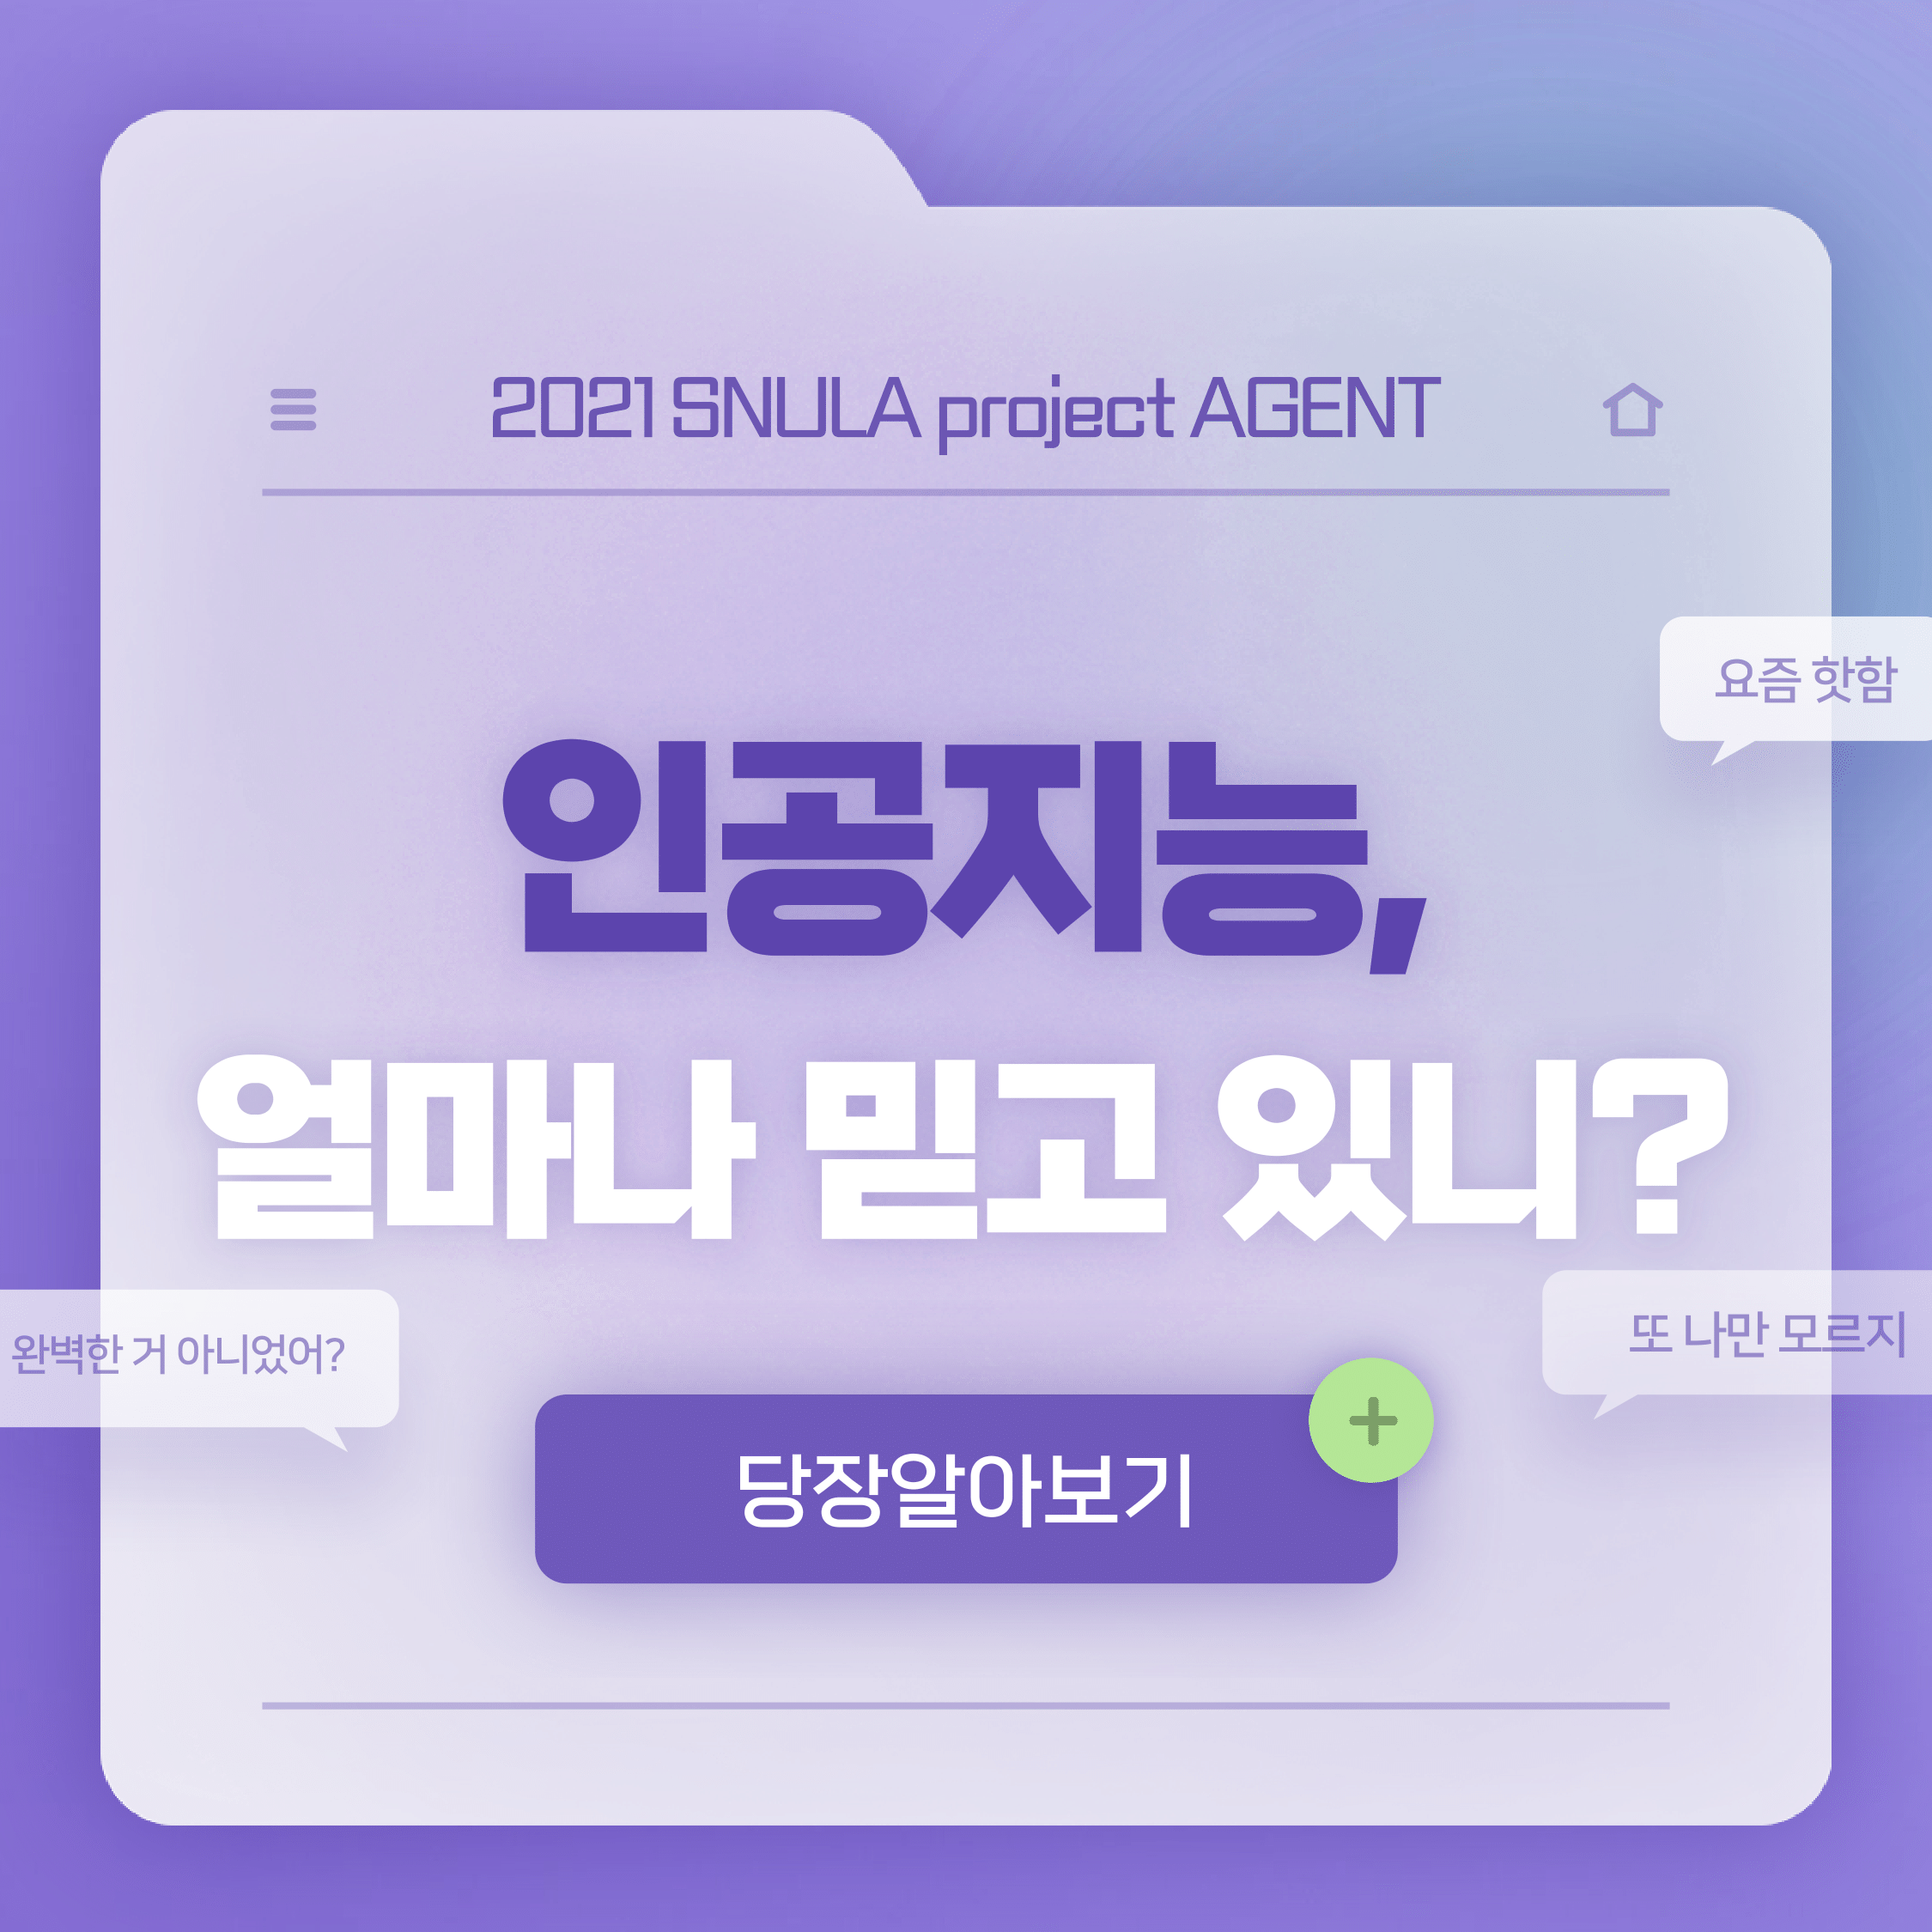 2021 SNULA project AGENT
요즘 핫함
인공지능,
얼마나 믿고 있니?
완벽한 거 아니었어?
또 나만 모르지
당장알아보기